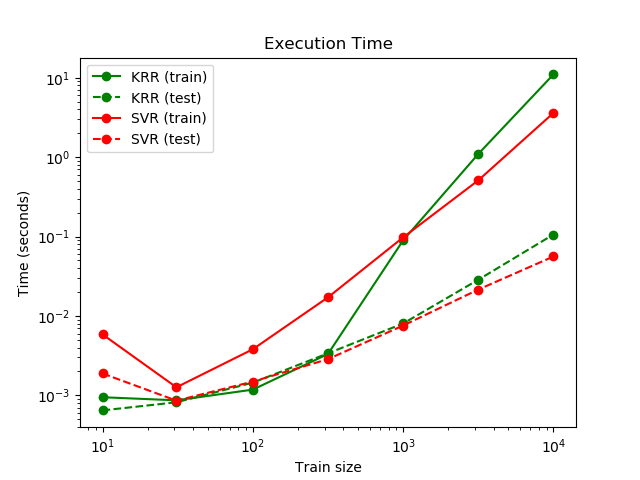 Execution Time
KRR (train)
KRR (test)
SVR (train)
SVR (test)
10¹
10⁰
10⁻¹
10⁻²
10⁻³
Time (seconds)
10¹ 10² 10³ 10⁴
Train size